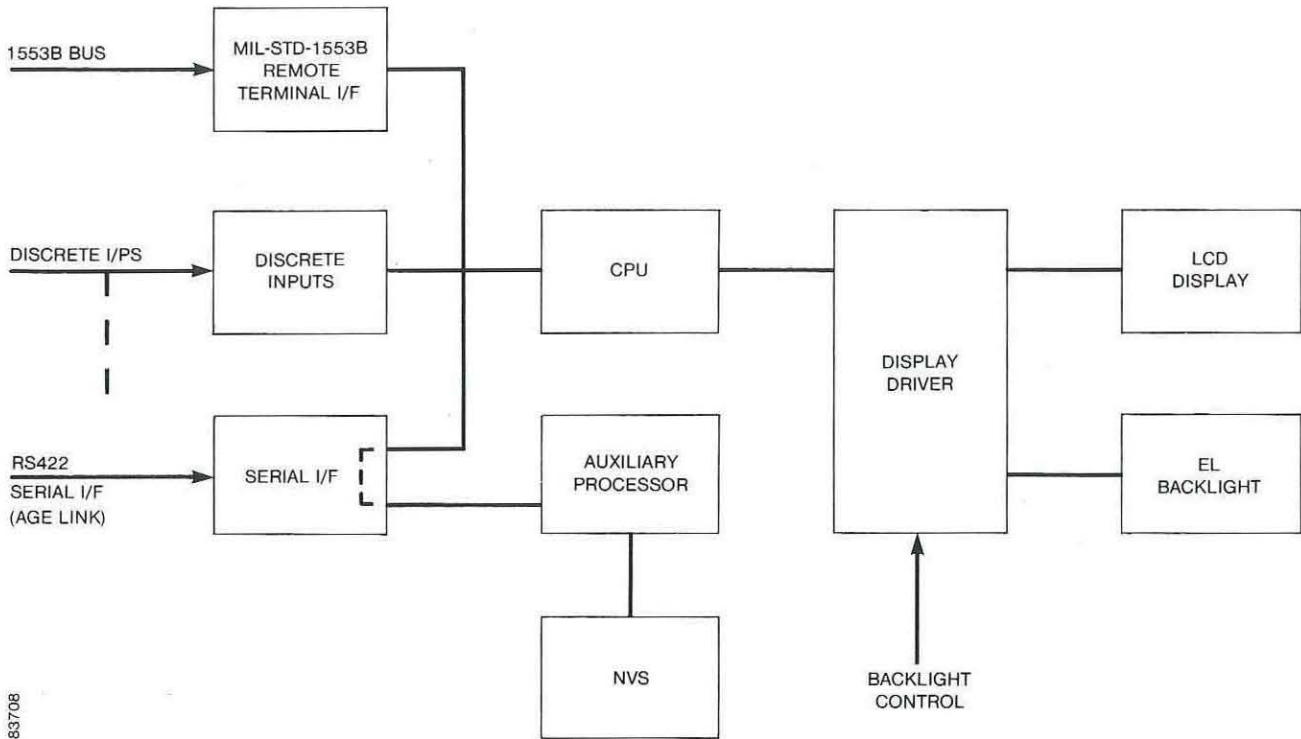 1553B BUS
MIL-STD-1553B
REMOTE
TERMINAL I/F
DISCRETE I/PS
DISCRETE
INPUTS
CPU
DISPLAY
DRIVER
LCD
DISPLAY
RS422
SERIAL I/F
(AGE LINK)
SERIAL I/F
AUXILIARY
PROCESSOR
EL
BACKLIGHT
NVS
BACKLIGHT
CONTROL
83708